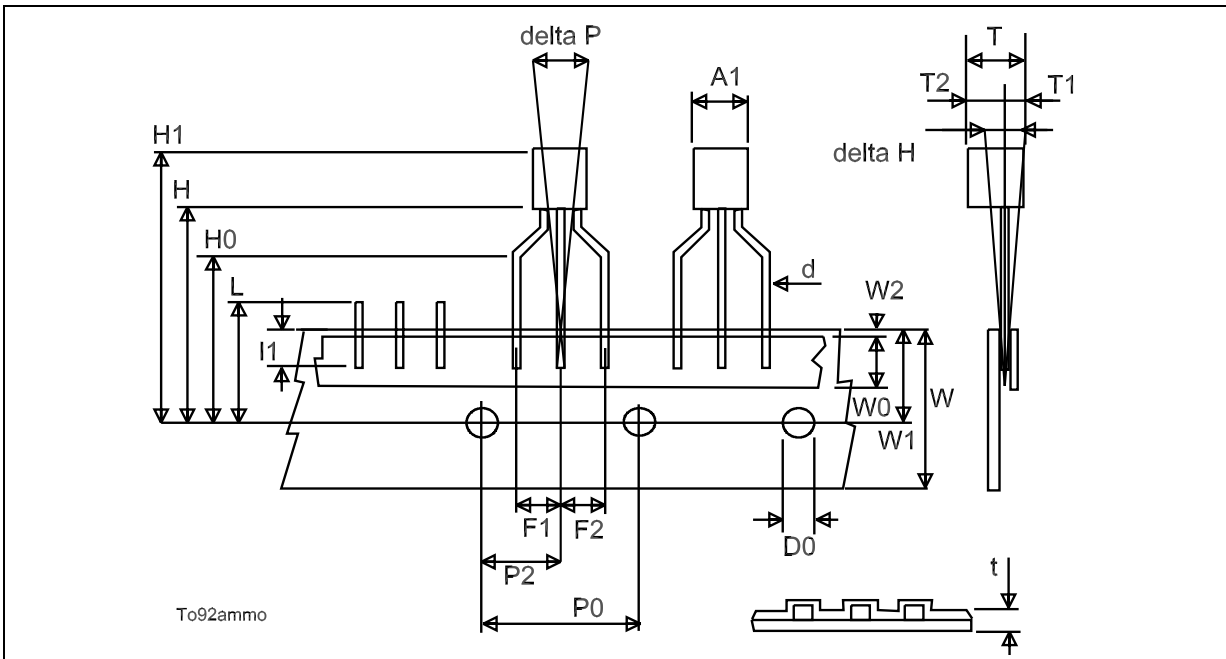 delta P
T
A1
T2
T1
H1
delta H
H
H0
d
L
W2
I1
W0
W
W1
F1
F2
D0
P2
t
P0
To92ammo